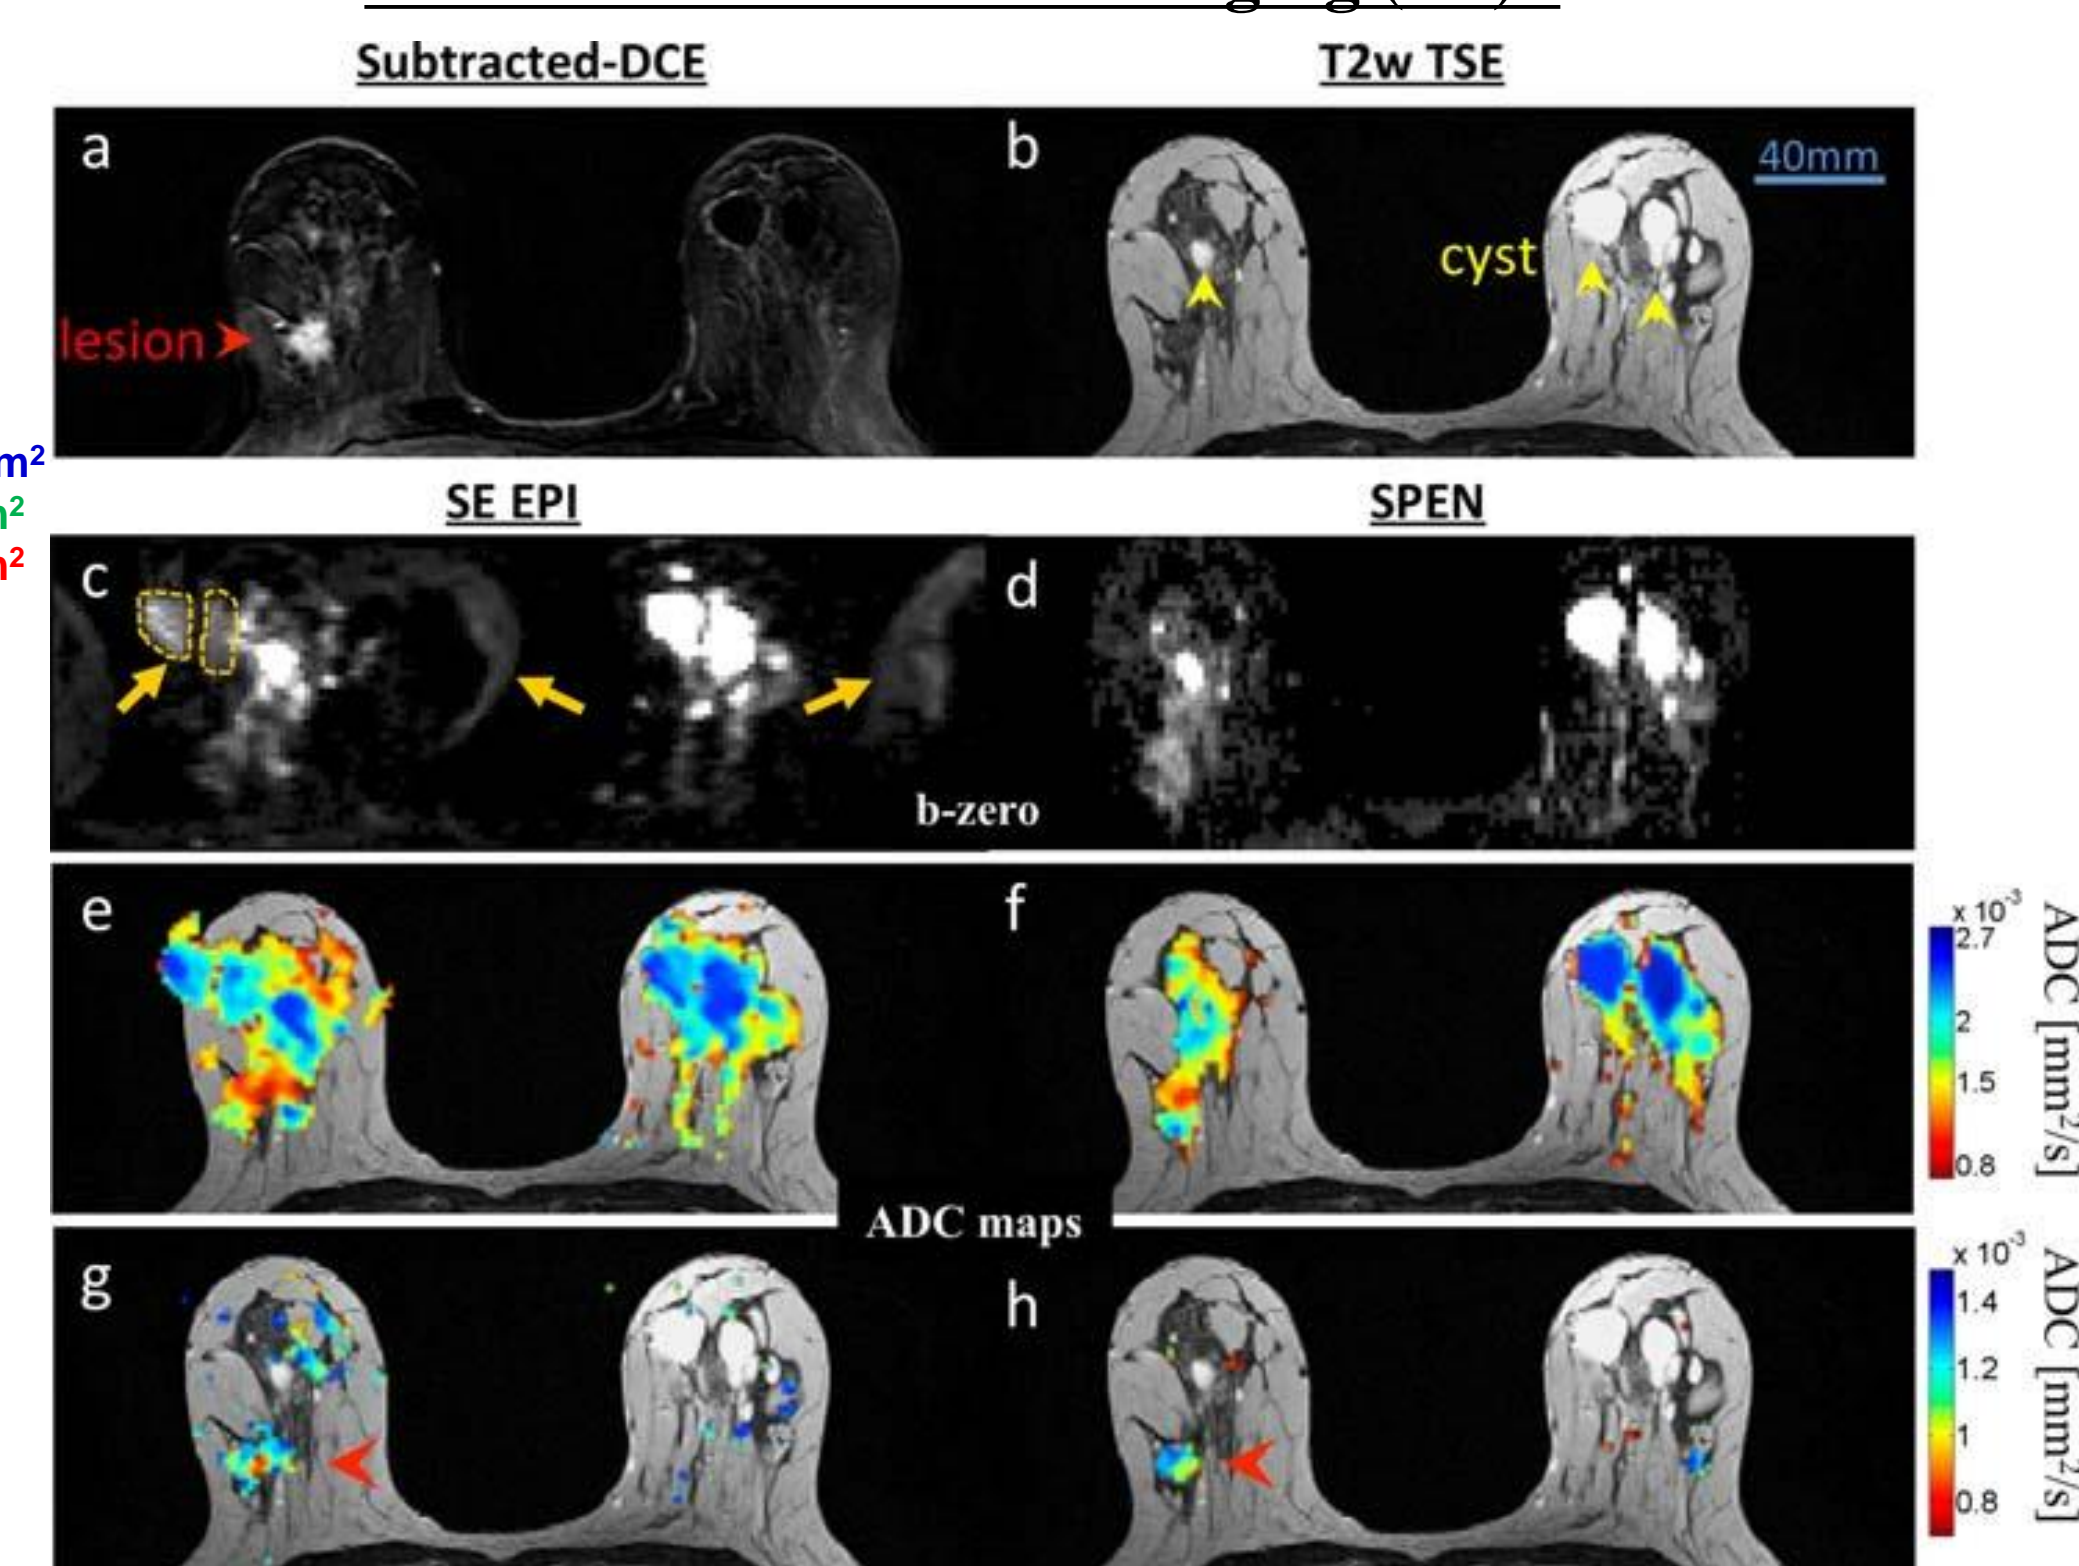 Subtracted-DCE
T2w TSE
a
b
40mm
cyst
lesion
m²
SE EPI
SPEN
c
d
b-zero
e
f
x 10⁻³
2.7
2
1.5
0.8
ADC [mm²/s]
ADC maps
g
h
x 10⁻³
1.4
1.2
1
0.8
ADC [mm²/s]